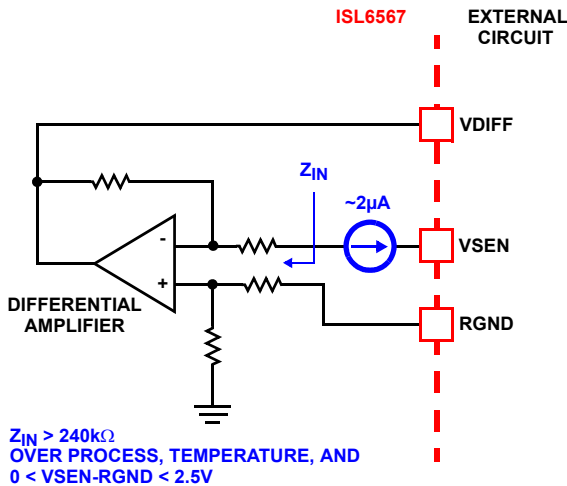 ISL6567
EXTERNAL
CIRCUIT
VDIFF
ZIN
~2µA
-
VSEN
+
DIFFERENTIAL
AMPLIFIER
RGND
ZIN > 240kΩ
OVER PROCESS, TEMPERATURE, AND
0 < VSEN-RGND < 2.5V